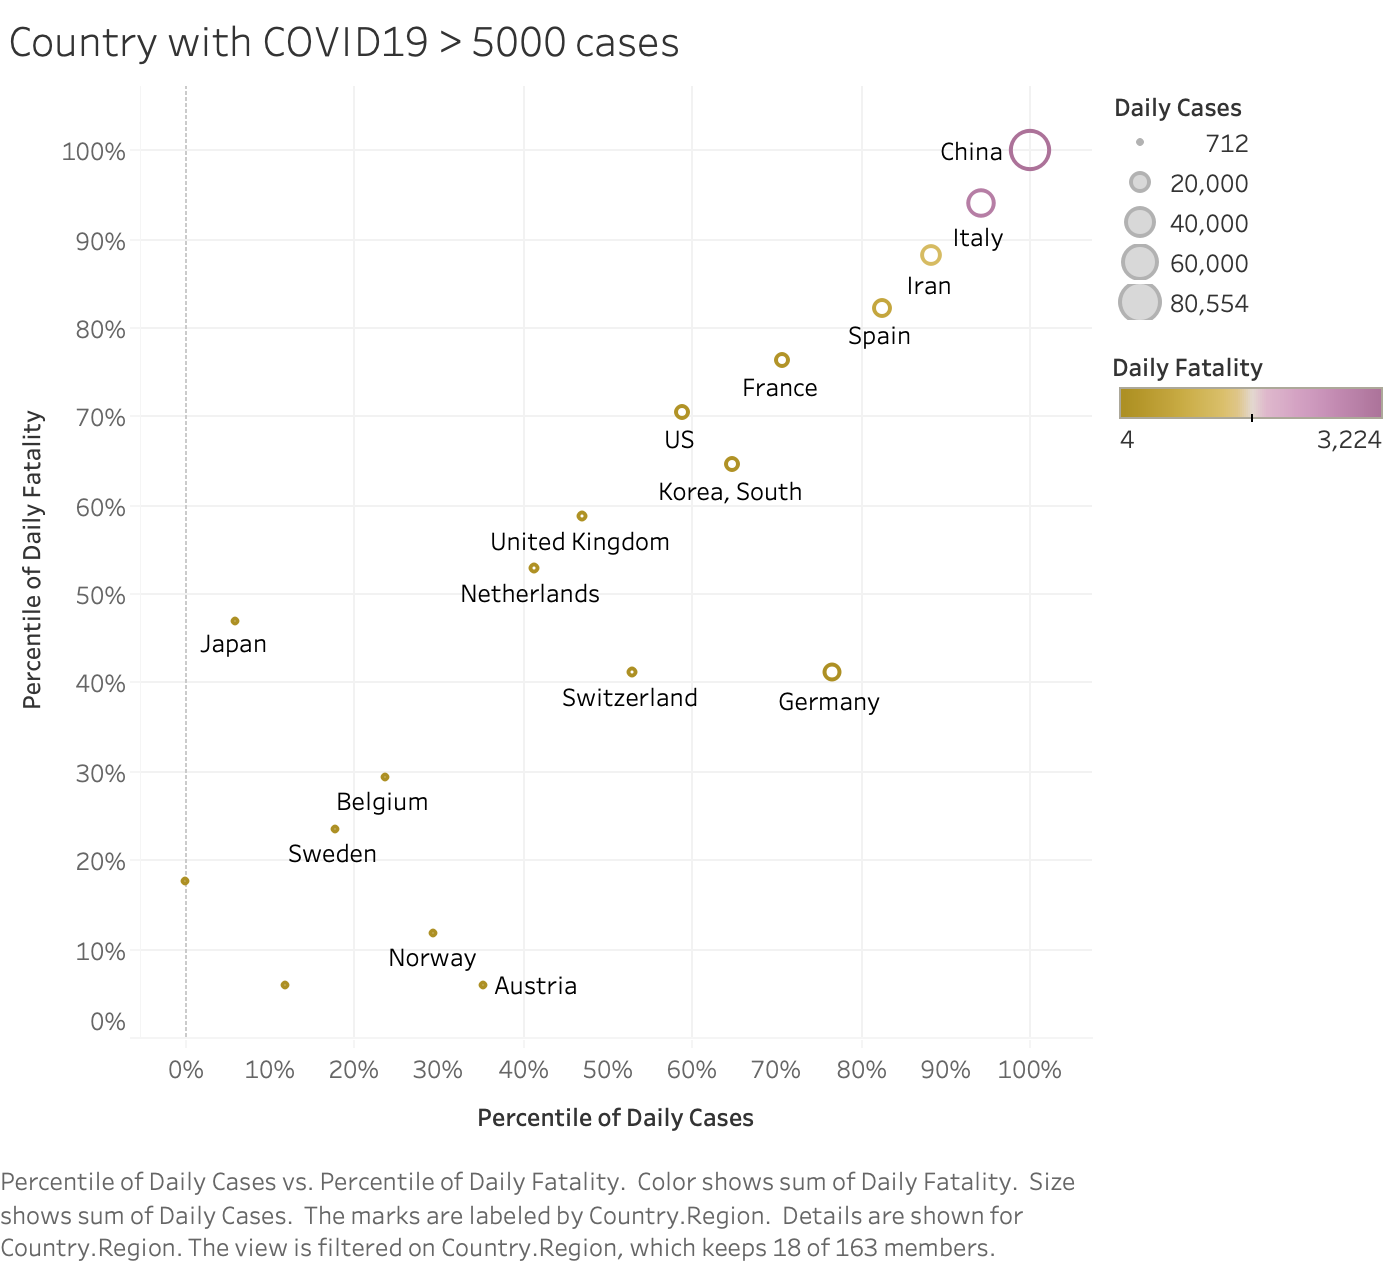 Country with COVID19 > 5000 cases
Daily Cases
712
20,000
40,000
60,000
80,554
Daily Fatality
4
3,224
Percentile of Daily Fatality
100%
90%
80%
70%
60%
50%
40%
30%
20%
10%
0%
China
Italy
Iran
Spain
France
US
Korea, South
United Kingdom
Netherlands
Japan
Switzerland
Germany
Belgium
Sweden
Norway
Austria
0%
10%
20%
30%
40%
50%
60%
70%
80%
90%
100%
Percentile of Daily Cases
Percentile of Daily Cases vs. Percentile of Daily Fatality.  Color shows sum of Daily Fatality.  Size
shows sum of Daily Cases.  The marks are labeled by Country.Region.  Details are shown for
Country.Region. The view is filtered on Country.Region, which keeps 18 of 163 members.